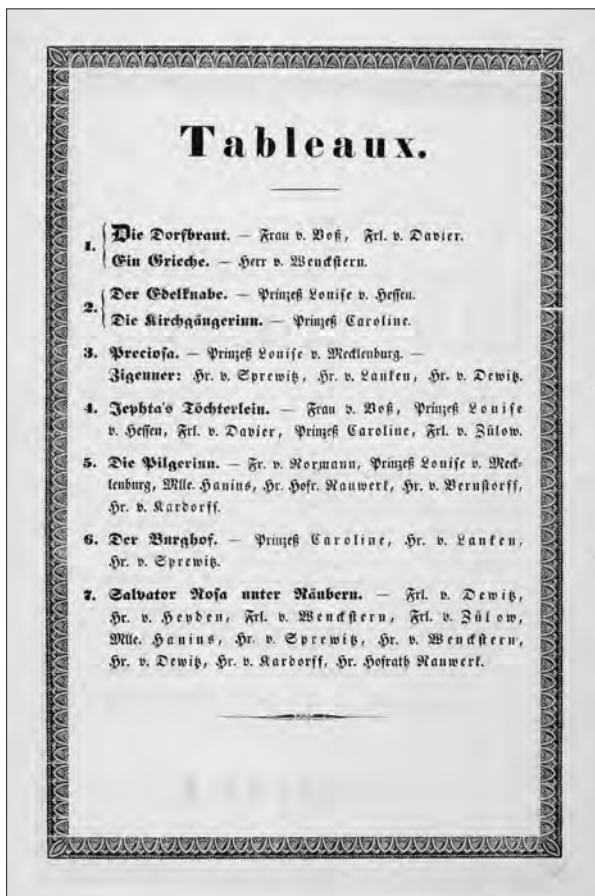 Tableaux.
1. Die Dorfbraut. — Frau v. Voß, Frl. v. Davier.
Ein Grieche. — Herr v. Wenckstern.
2. Der Edelknabe. — Prinzeß Louise v. Hessen.
Die Kirchgängerinn. — Prinzeß Caroline.
3. Preciosa. — Prinzeß Louise v. Mecklenburg. —
Zigeuner: Hr. v. Sprewitz, Hr. v. Lanken, Hr. v. Dewitz.
4. Jephta's Töchterlein. — Frau v. Voß, Prinzeß Louise
v. Hessen, Frl. v. Davier, Prinzeß Caroline, Frl. v. Zülow.
5. Die Pilgerinn. — Fr. v. Normann, Prinzeß Louise v. Meck-
lenburg, Mlle. Hanius, Hr. Hofr. Nauwerk, Hr. v. Bernstorff,
Hr. v. Kardorff.
6. Der Burghof. — Prinzeß Caroline, Hr. v. Lanken,
Hr. v. Sprewitz.
7. Salvator Rosa unter Räubern. — Frl. v. Dewitz,
Hr. v. Heyden, Frl. v. Wenckstern, Frl. v. Zülow,
Mlle. Hanius, Hr. v. Sprewitz, Hr. v. Wenckstern,
Hr. v. Dewitz, Hr. v. Kardorff, Hr. Hofrath Nauwerk.